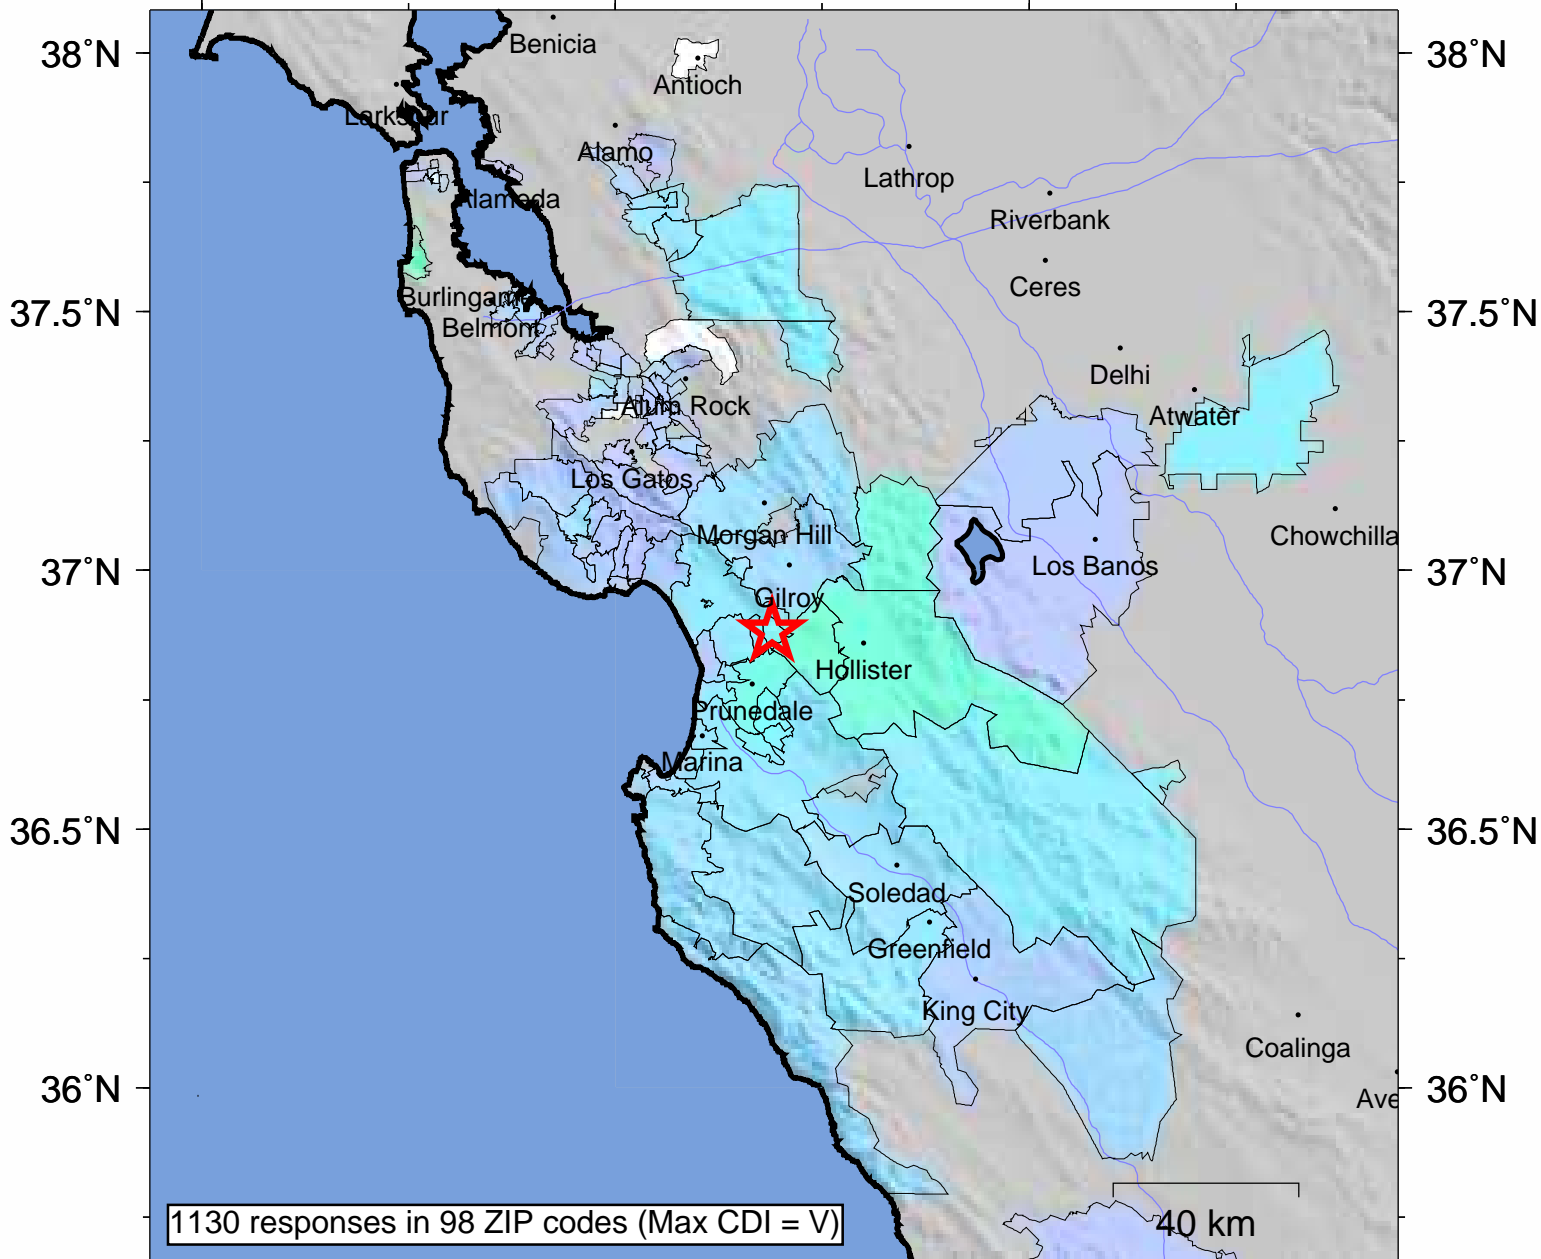 Benicia
38°N
38°N
Antioch
Larkspur
Alamo
Lathrop
Alameda
Riverbank
Ceres
Burlingame
37.5°N
37.5°N
Belmont
Delhi
Alum Rock
Atwater
Los Gatos
Morgan Hill
Chowchilla
37°N
Los Banos
37°N
Gilroy
Hollister
Prunedale
Marina
36.5°N
36.5°N
Soledad
Greenfield
King City
Coalinga
36°N
36°N
Ave
1130 responses in 98 ZIP codes (Max CDI = V)
40 km